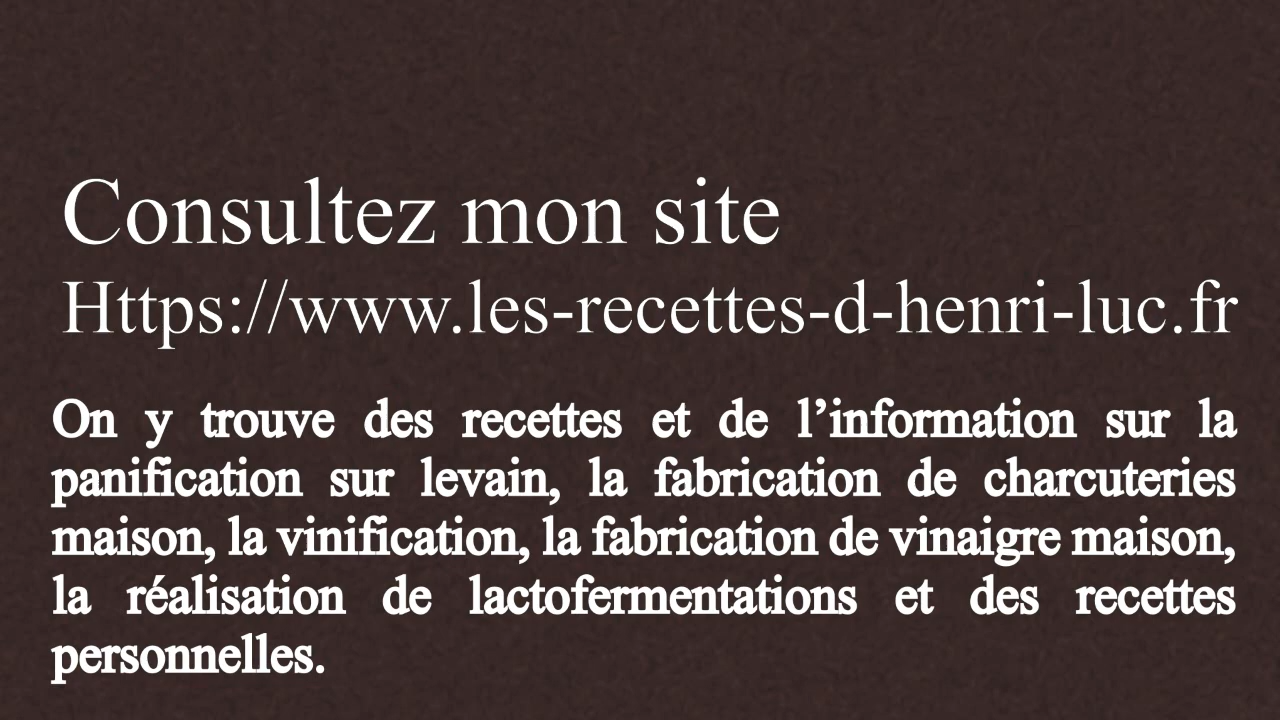 Consultez mon site
Https://www.les-recettes-d-henri-luc.fr
On y trouve des recettes et de l’information sur la
panification sur levain, la fabrication de charcuteries
maison, la vinification, la fabrication de vinaigre maison,
la réalisation de lactofermentations et des recettes
personnelles.